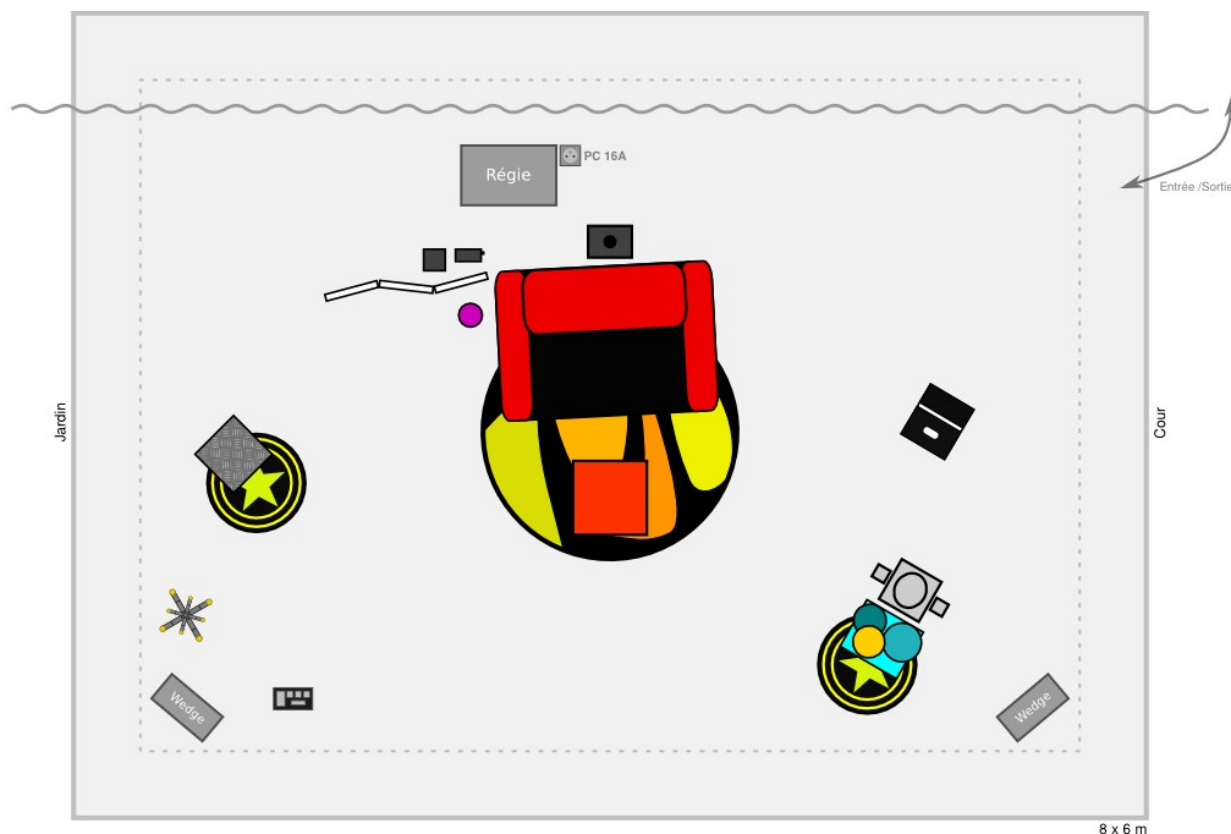 Régie
PC 16A
Entrée /Sortie
Jardin
Cour
Wedge
Wedge
8 x 6 m